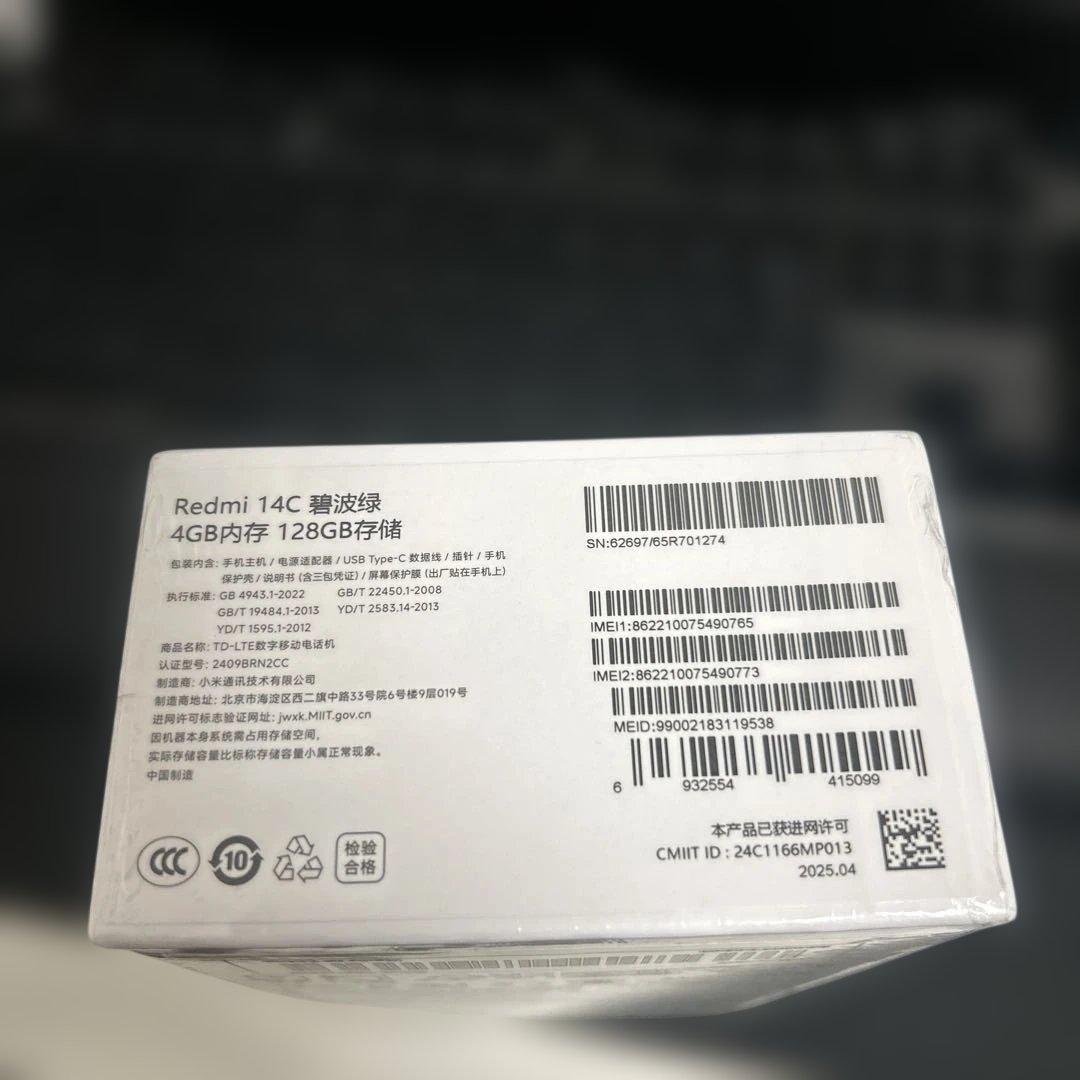 Redmi 14C 碧波绿
4GB内存 128GB存储
包装内含: 手机主机 / 电源适配器 / USB Type-C 数据线 / 插针 / 手机
保护壳 / 说明书 (含三包凭证) / 屏幕保护膜 (出厂贴在手机上)
执行标准: GB 4943.1-2022 GB/T 22450.1-2008
GB/T 19484.1-2013 YD/T 2583.14-2013
YD/T 1595.1-2012
商品名称: TD-LTE数字移动电话机
认证型号: 2409BRN2CC
制造商: 小米通讯技术有限公司
制造商地址: 北京市海淀区西二旗中路33号院6号楼9层019号
进网许可标志验证网址: jwxk.MIIT.gov.cn
因机器本身系统需占用存储空间,
实际存储容量比标称存储容量小属正常现象。
中国制造
CCC
10
检验
合格
SN:62697/65R701274
IMEI1:862210075490765
IMEI2:862210075490773
MEID:99002183119538
6 932554 415099
本产品已获进网许可
CMIIT ID : 24C1166MP013
2025.04